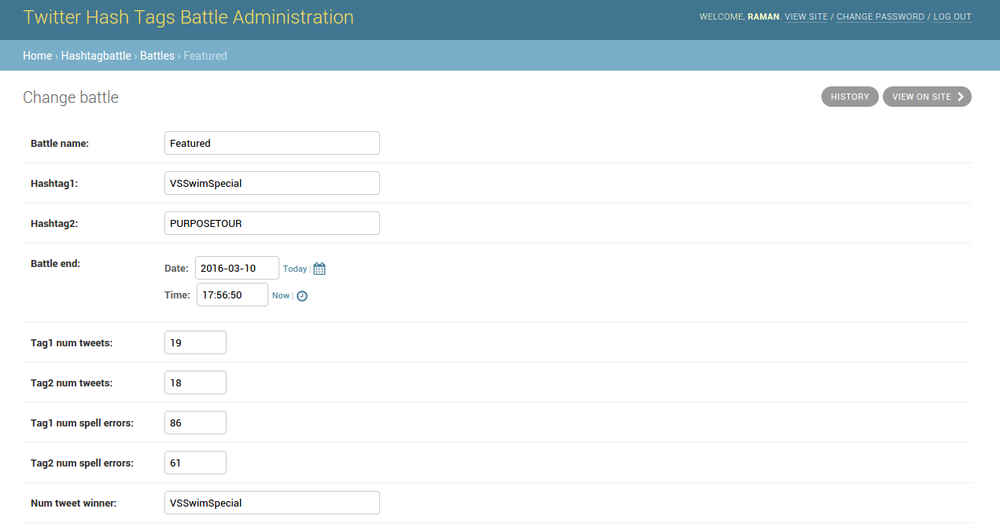 Twitter Hash Tags Battle Administration
WELCOME, RAMAN. VIEW SITE / CHANGE PASSWORD / LOG OUT
Home › Hashtagbattle › Battles › Featured
Change battle
HISTORY
VIEW ON SITE
Battle name: Featured
Hashtag1: VSSwimSpecial
Hashtag2: PURPOSETOUR
Battle end: Date: 2016-03-10 Today |
Time: 17:56:50 Now |
Tag1 num tweets: 19
Tag2 num tweets: 18
Tag1 num spell errors: 86
Tag2 num spell errors: 61
Num tweet winner: VSSwimSpecial